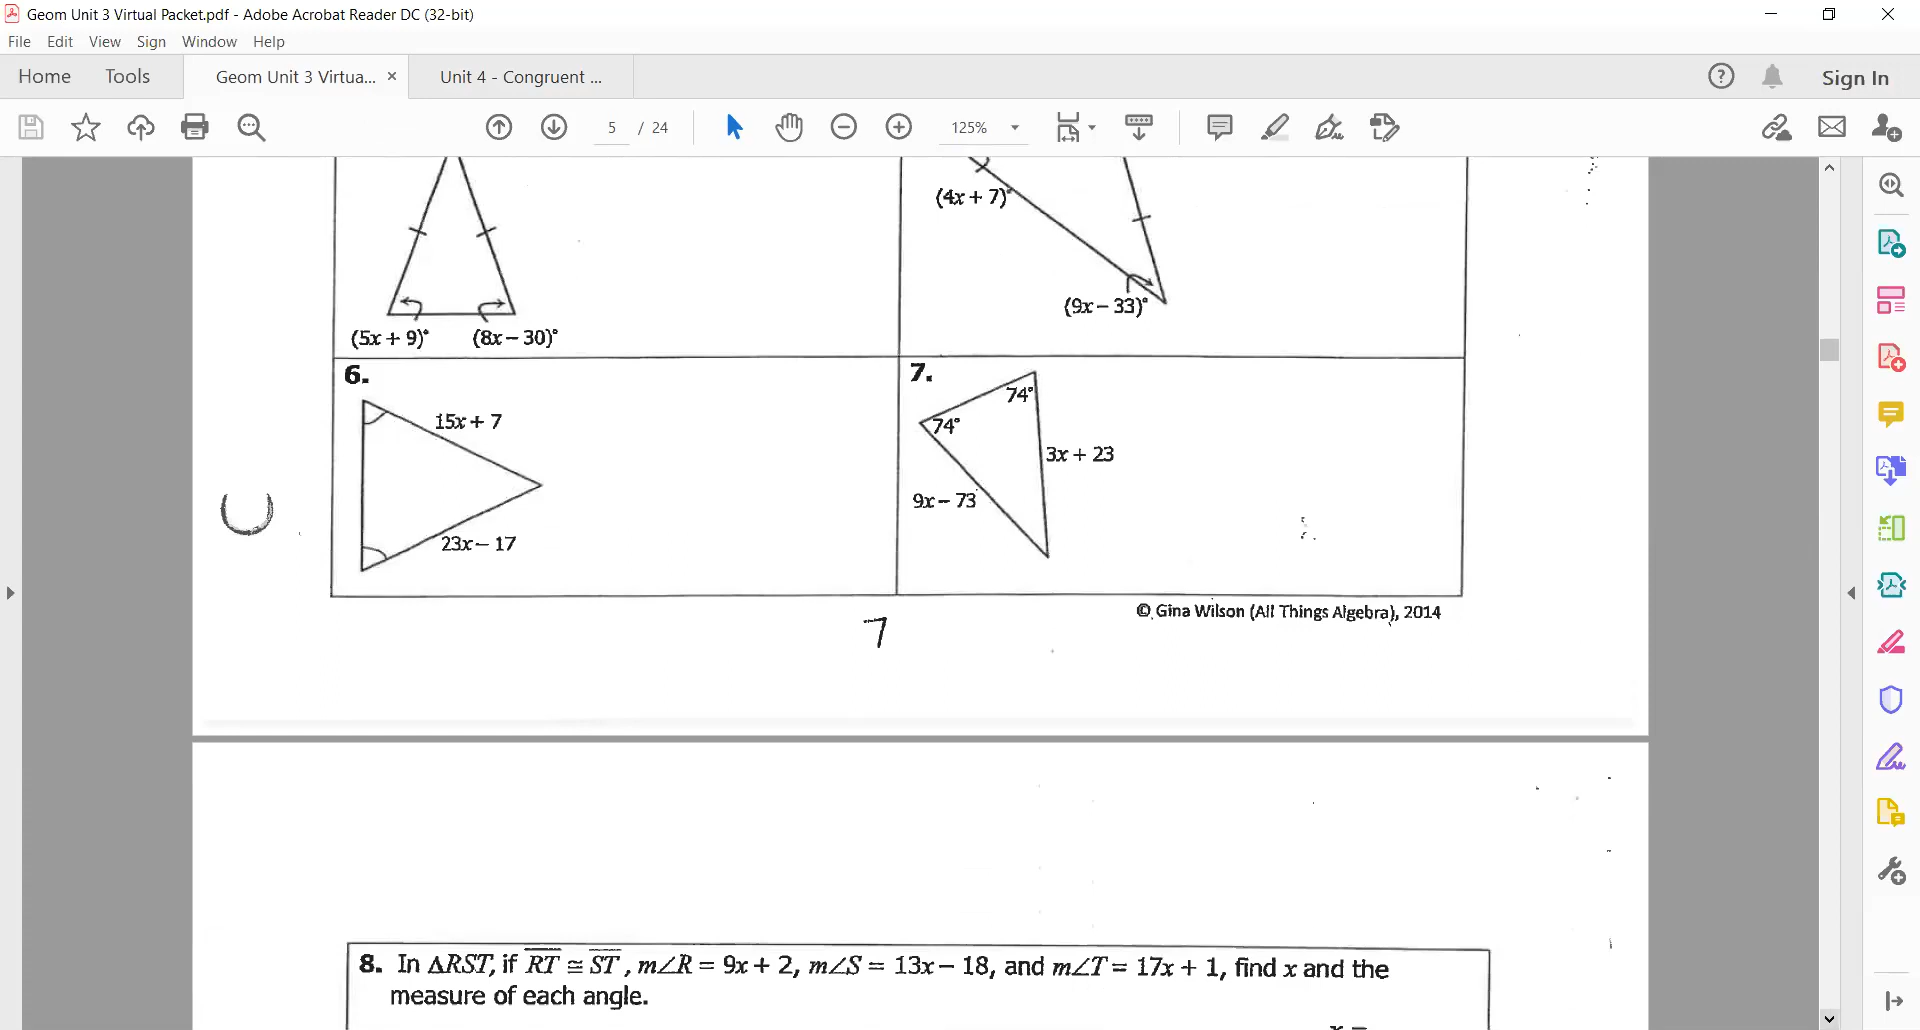 Geom Unit 3 Virtual Packet.pdf - Adobe Acrobat Reader DC (32-bit)
File Edit View Sign Window Help
Home Tools Geom Unit 3 Virtua... × Unit 4 - Congruent ... Sign In
5 / 24 125%
(4x + 7)°
(9x – 33)°
(5x + 9)° (8x – 30)°
6.
15x + 7
23x – 17
7.
74°
74°
3x + 23
9x – 73
© Gina Wilson (All Things Algebra), 2014
7
8. In ΔRST, if RT ≅ ST, m∠R = 9x + 2, m∠S = 13x – 18, and m∠T = 17x + 1, find x and the
measure of each angle.